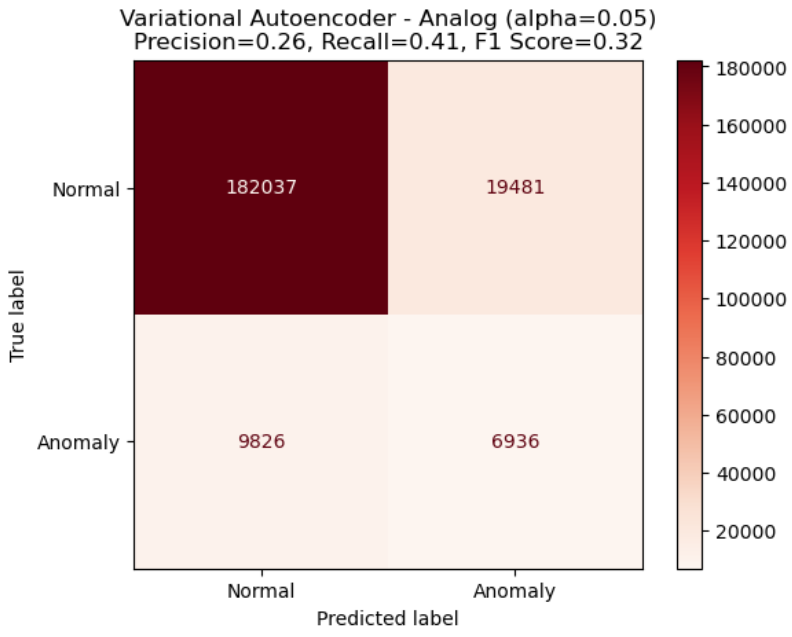 Variational Autoencoder - Analog (alpha=0.05)
Precision=0.26, Recall=0.41, F1 Score=0.32
180000
160000
140000
120000
100000
80000
60000
40000
20000
True label
Normal
182037
19481
Anomaly
9826
6936
Normal
Anomaly
Predicted label